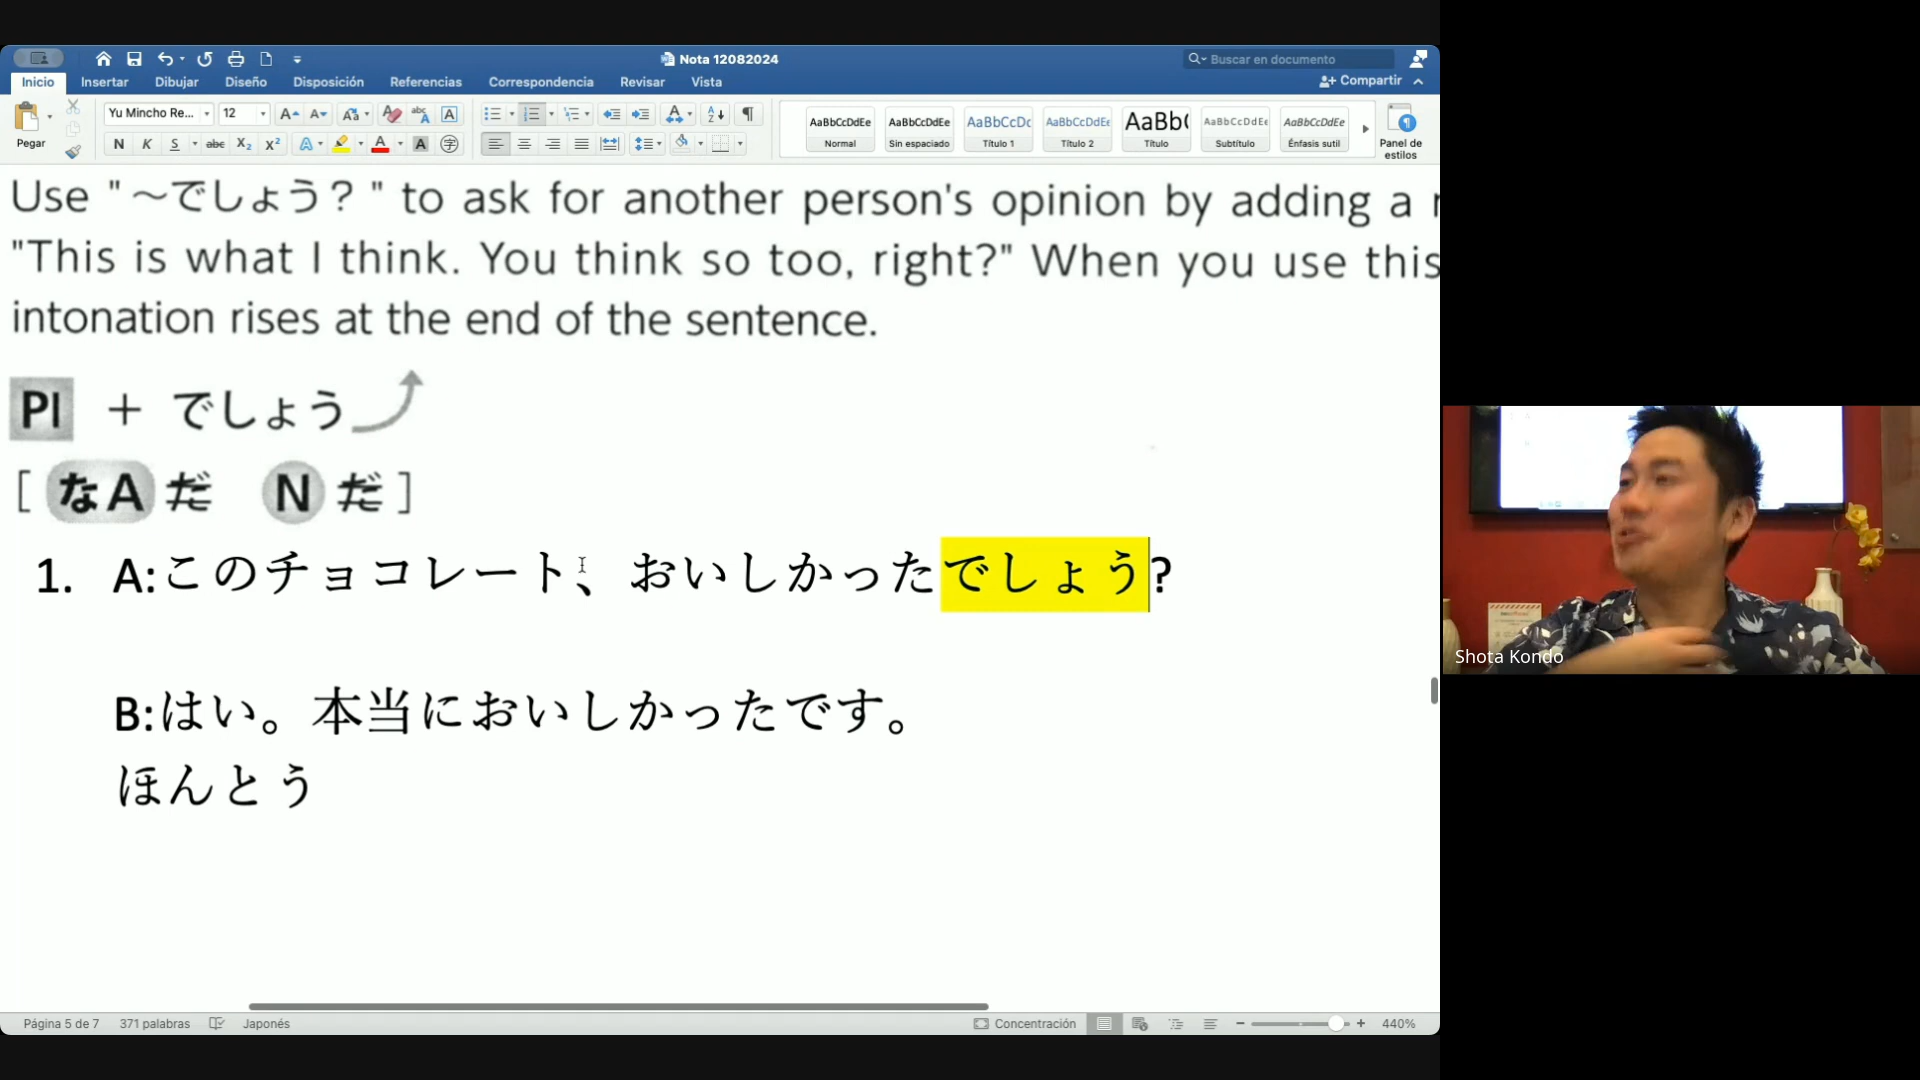 Nota 12082024
Buscar en documento
Inicio Insertar Dibujar Diseño Disposición Referencias Correspondencia Revisar Vista
Compartir
Yu Mincho Re... 12
Pegar
N K S abc X₂ X²
AaBbCcDdEe AaBbCcDdEe AaBbCcDc AaBbCcDdEe AaBb( AaBbCcDdEe AaBbCcDdEe
Normal Sin espaciado Título 1 Título 2 Título Subtítulo Énfasis sutil
Panel de estilos
Use "～でしょう？" to ask for another person's opinion by adding a
"This is what I think. You think so too, right?" When you use this
intonation rises at the end of the sentence.
Pl + でしょう
[ なA だ N だ ]
1. A:このチョコレート、おいしかったでしょう?
B:はい。本当においしかったです。
ほんとう
Shota Kondo
Página 5 de 7 371 palabras Japonés Concentración 440%